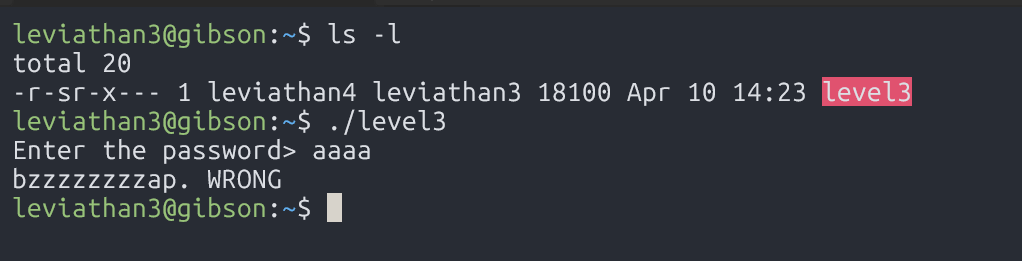 leviathan3@gibson:~$ ls -l
total 20
-r-sr-x--- 1 leviathan4 leviathan3 18100 Apr 10 14:23 level3
leviathan3@gibson:~$ ./level3
Enter the password> aaaa
bzzzzzzzzap. WRONG
leviathan3@gibson:~$